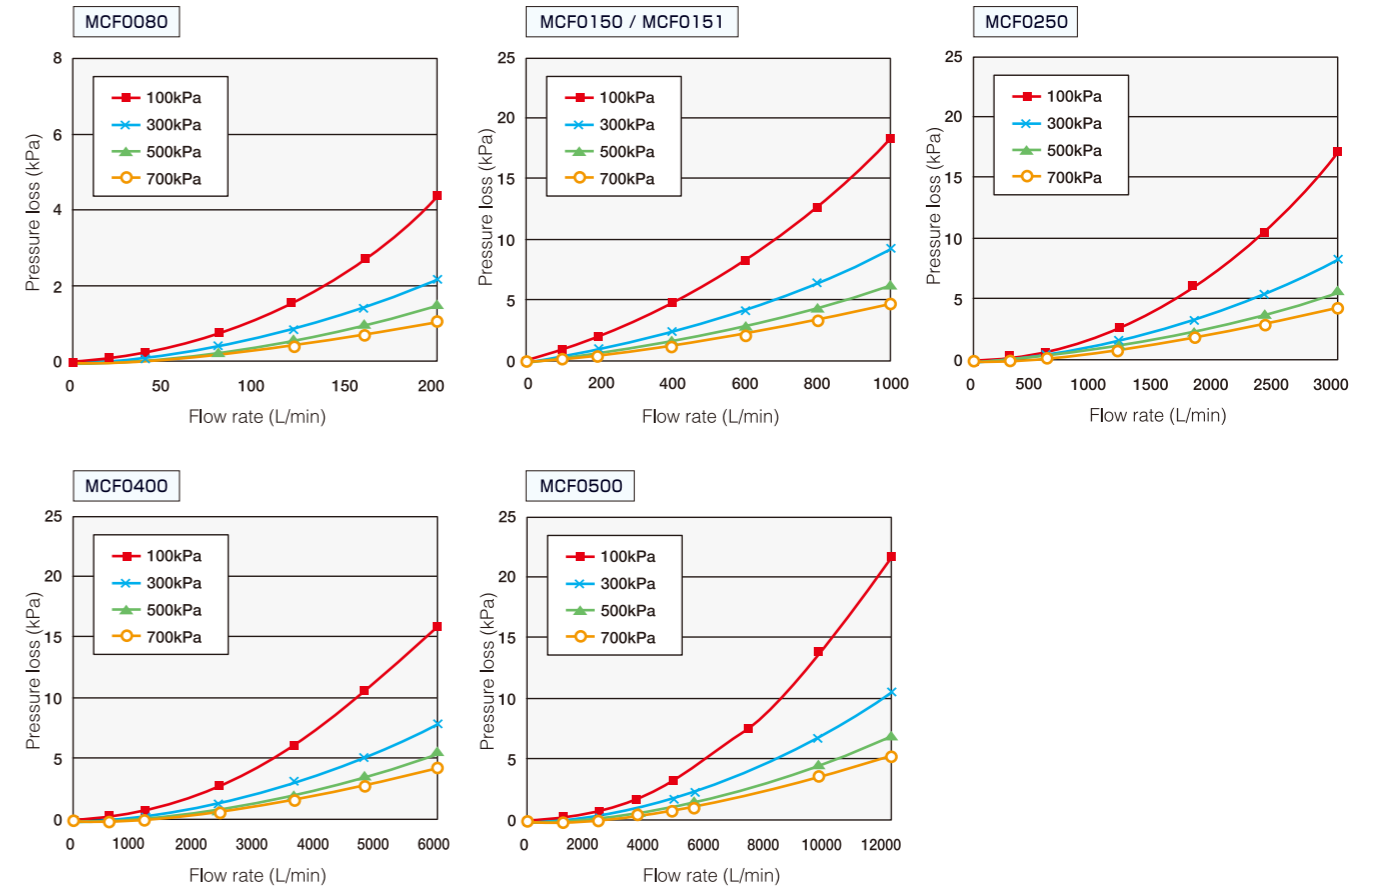 MCF0080
8
6
4
2
0
Pressure loss (kPa)
100kPa
300kPa
500kPa
700kPa
0 50 100 150 200
Flow rate (L/min)
MCF0150 / MCF0151
25
20
15
10
5
0
Pressure loss (kPa)
100kPa
300kPa
500kPa
700kPa
0 200 400 600 800 1000
Flow rate (L/min)
MCF0250
25
20
15
10
5
0
Pressure loss (kPa)
100kPa
300kPa
500kPa
700kPa
0 500 1000 1500 2000 2500 3000
Flow rate (L/min)
MCF0400
25
20
15
10
5
0
Pressure loss (kPa)
100kPa
300kPa
500kPa
700kPa
0 1000 2000 3000 4000 5000 6000
Flow rate (L/min)
MCF0500
25
20
15
10
5
0
Pressure loss (kPa)
100kPa
300kPa
500kPa
700kPa
0 2000 4000 6000 8000 10000 12000
Flow rate (L/min)